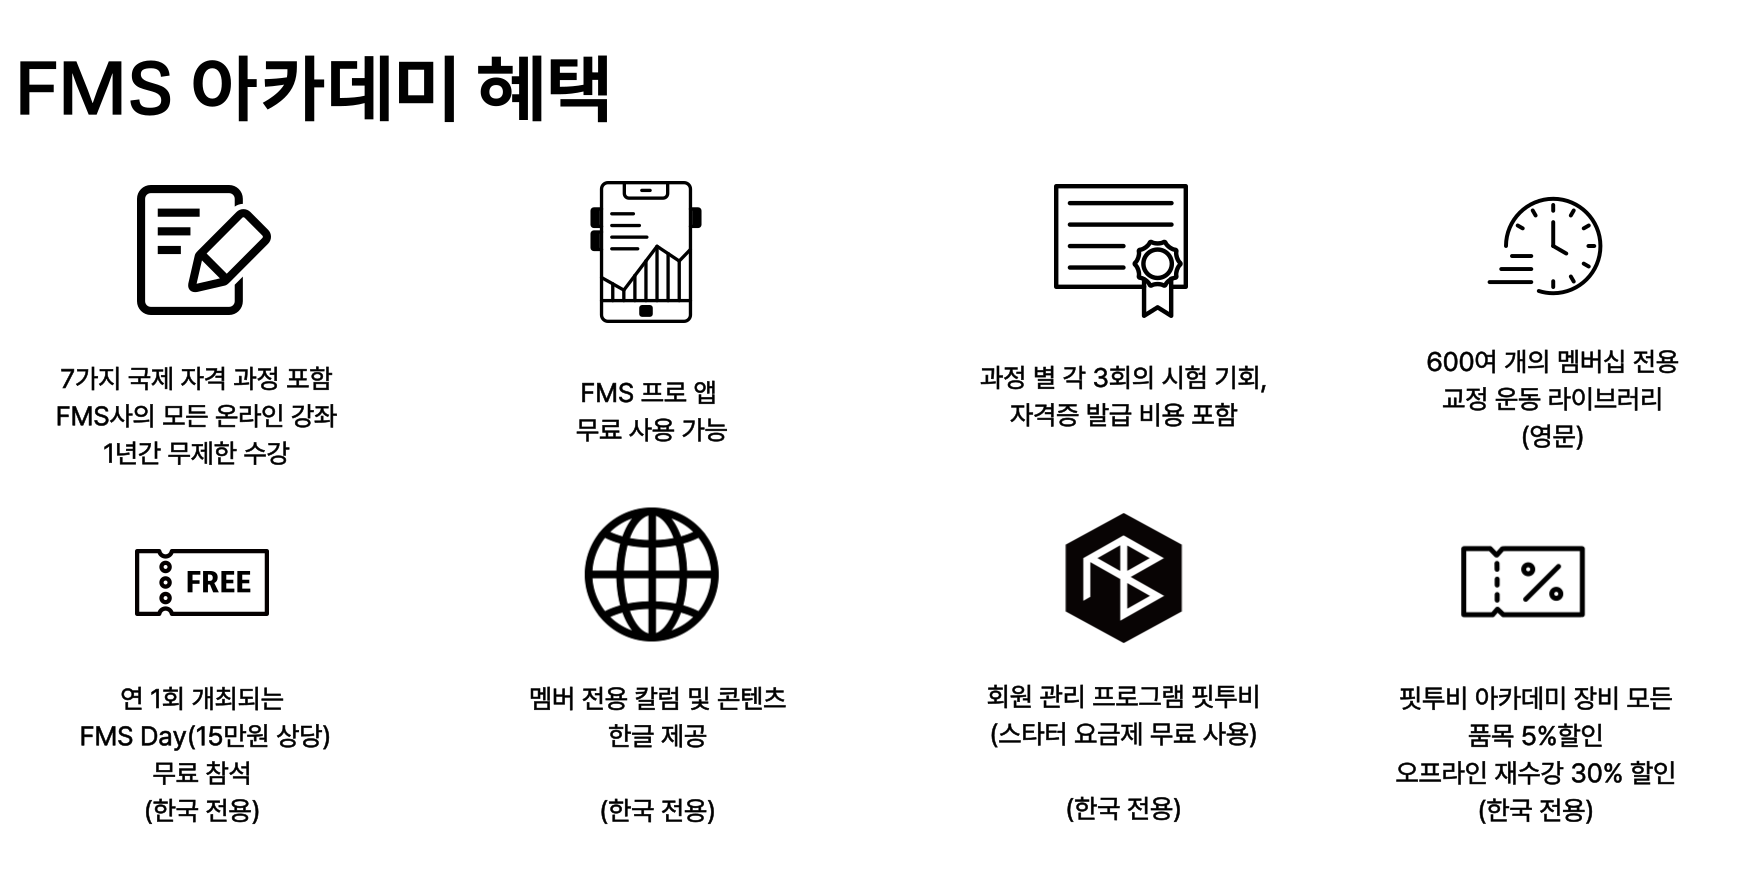 FMS 아카데미 혜택
7가지 국제 자격 과정 포함
FMS사의 모든 온라인 강좌
1년간 무제한 수강
FMS 프로 앱
무료 사용 가능
과정 별 각 3회의 시험 기회,
자격증 발급 비용 포함
600여 개의 멤버십 전용
교정 운동 라이브러리
(영문)
FREE
연 1회 개최되는
FMS Day(15만원 상당)
무료 참석
(한국 전용)
멤버 전용 칼럼 및 콘텐츠
한글 제공
(한국 전용)
회원 관리 프로그램 핏투비
(스타터 요금제 무료 사용)
(한국 전용)
%
핏투비 아카데미 장비 모든
품목 5%할인
오프라인 재수강 30% 할인
(한국 전용)